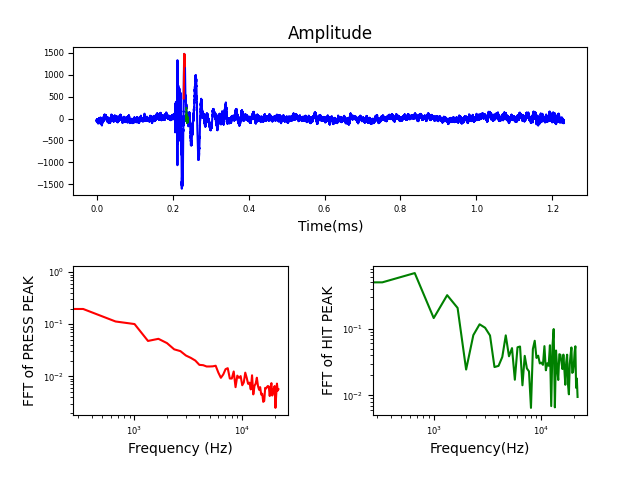 Amplitude
1500
1000
500
0
−500
−1000
−1500
0.0 0.2 0.4 0.6 0.8 1.0 1.2
Time(ms)
FFT of PRESS PEAK
10⁰
10⁻¹
10⁻²
10³ 10⁴
Frequency (Hz)
FFT of HIT PEAK
10⁻¹
10⁻²
10³ 10⁴
Frequency(Hz)